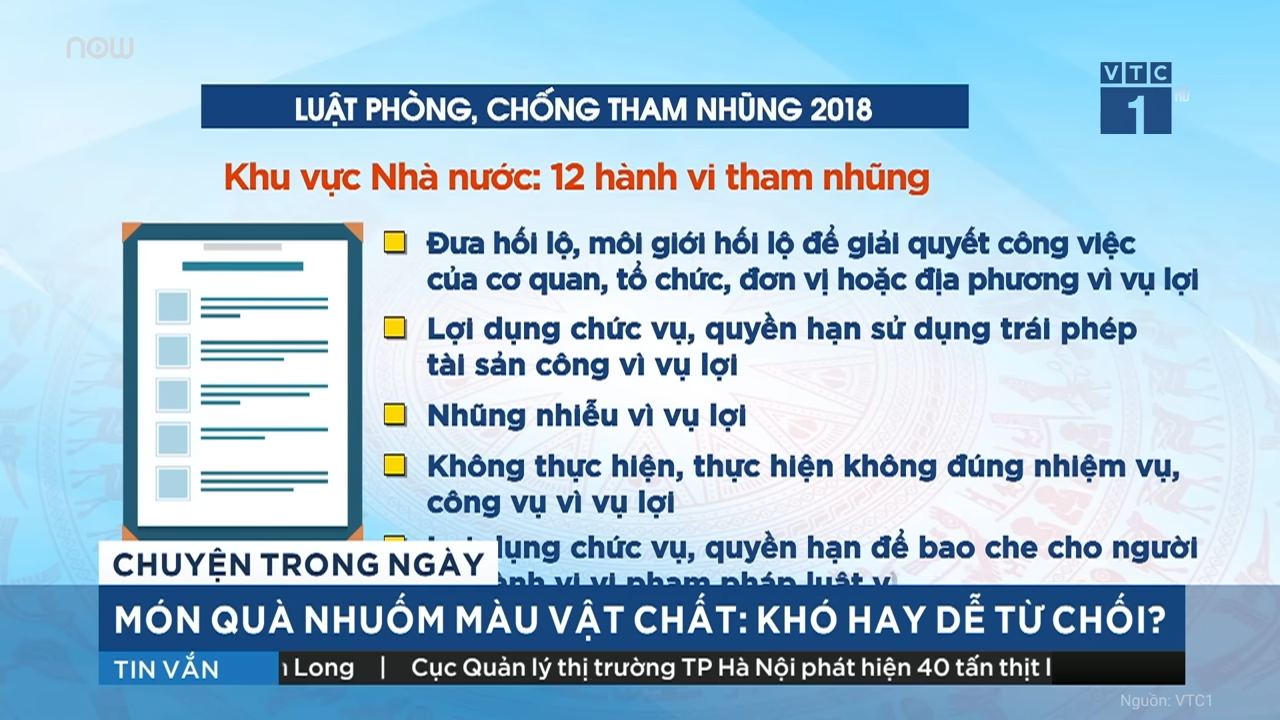 now
VTC
1
HD
LUẬT PHÒNG, CHỐNG THAM NHŨNG 2018
Khu vực Nhà nước: 12 hành vi tham nhũng
Đưa hối lộ, môi giới hối lộ để giải quyết công việc
của cơ quan, tổ chức, đơn vị hoặc địa phương vì vụ lợi
Lợi dụng chức vụ, quyền hạn sử dụng trái phép
tài sản công vì vụ lợi
Nhũng nhiễu vì vụ lợi
Không thực hiện, thực hiện không đúng nhiệm vụ,
công vụ vì vụ lợi
dụng chức vụ, quyền hạn để bao che cho người
vi phạm pháp luật
CHUYỆN TRONG NGÀY
MÓN QUÀ NHUỐM MÀU VẬT CHẤT: KHÓ HAY DỄ TỪ CHỐI?
TIN VẮN
Long | Cục Quản lý thị trường TP Hà Nội phát hiện 40 tấn thịt
Nguồn: VTC1